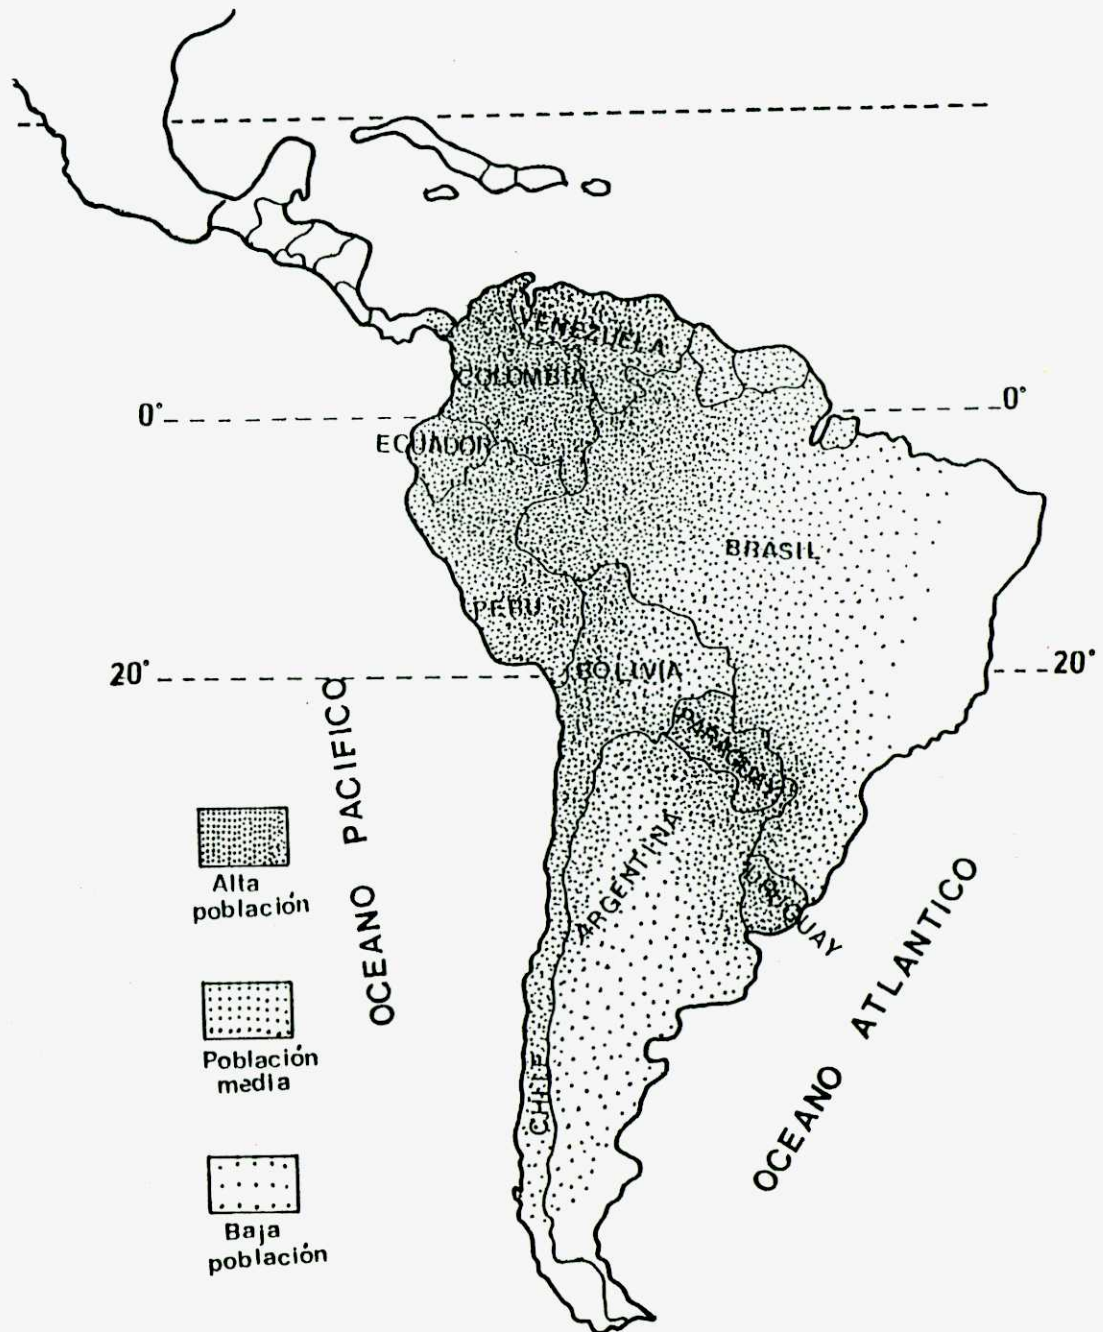 VENEZUELA
COLOMBIA
0°
0°
ECUADOR
BRASIL
PERU
20°
BOLIVIA
20°
PARAGUAY
OCEANO PACIFICO
ARGENTINA
URUGUAY
Alta
población
OCEANO ATLANTICO
Población
media
CHILE
Baja
población